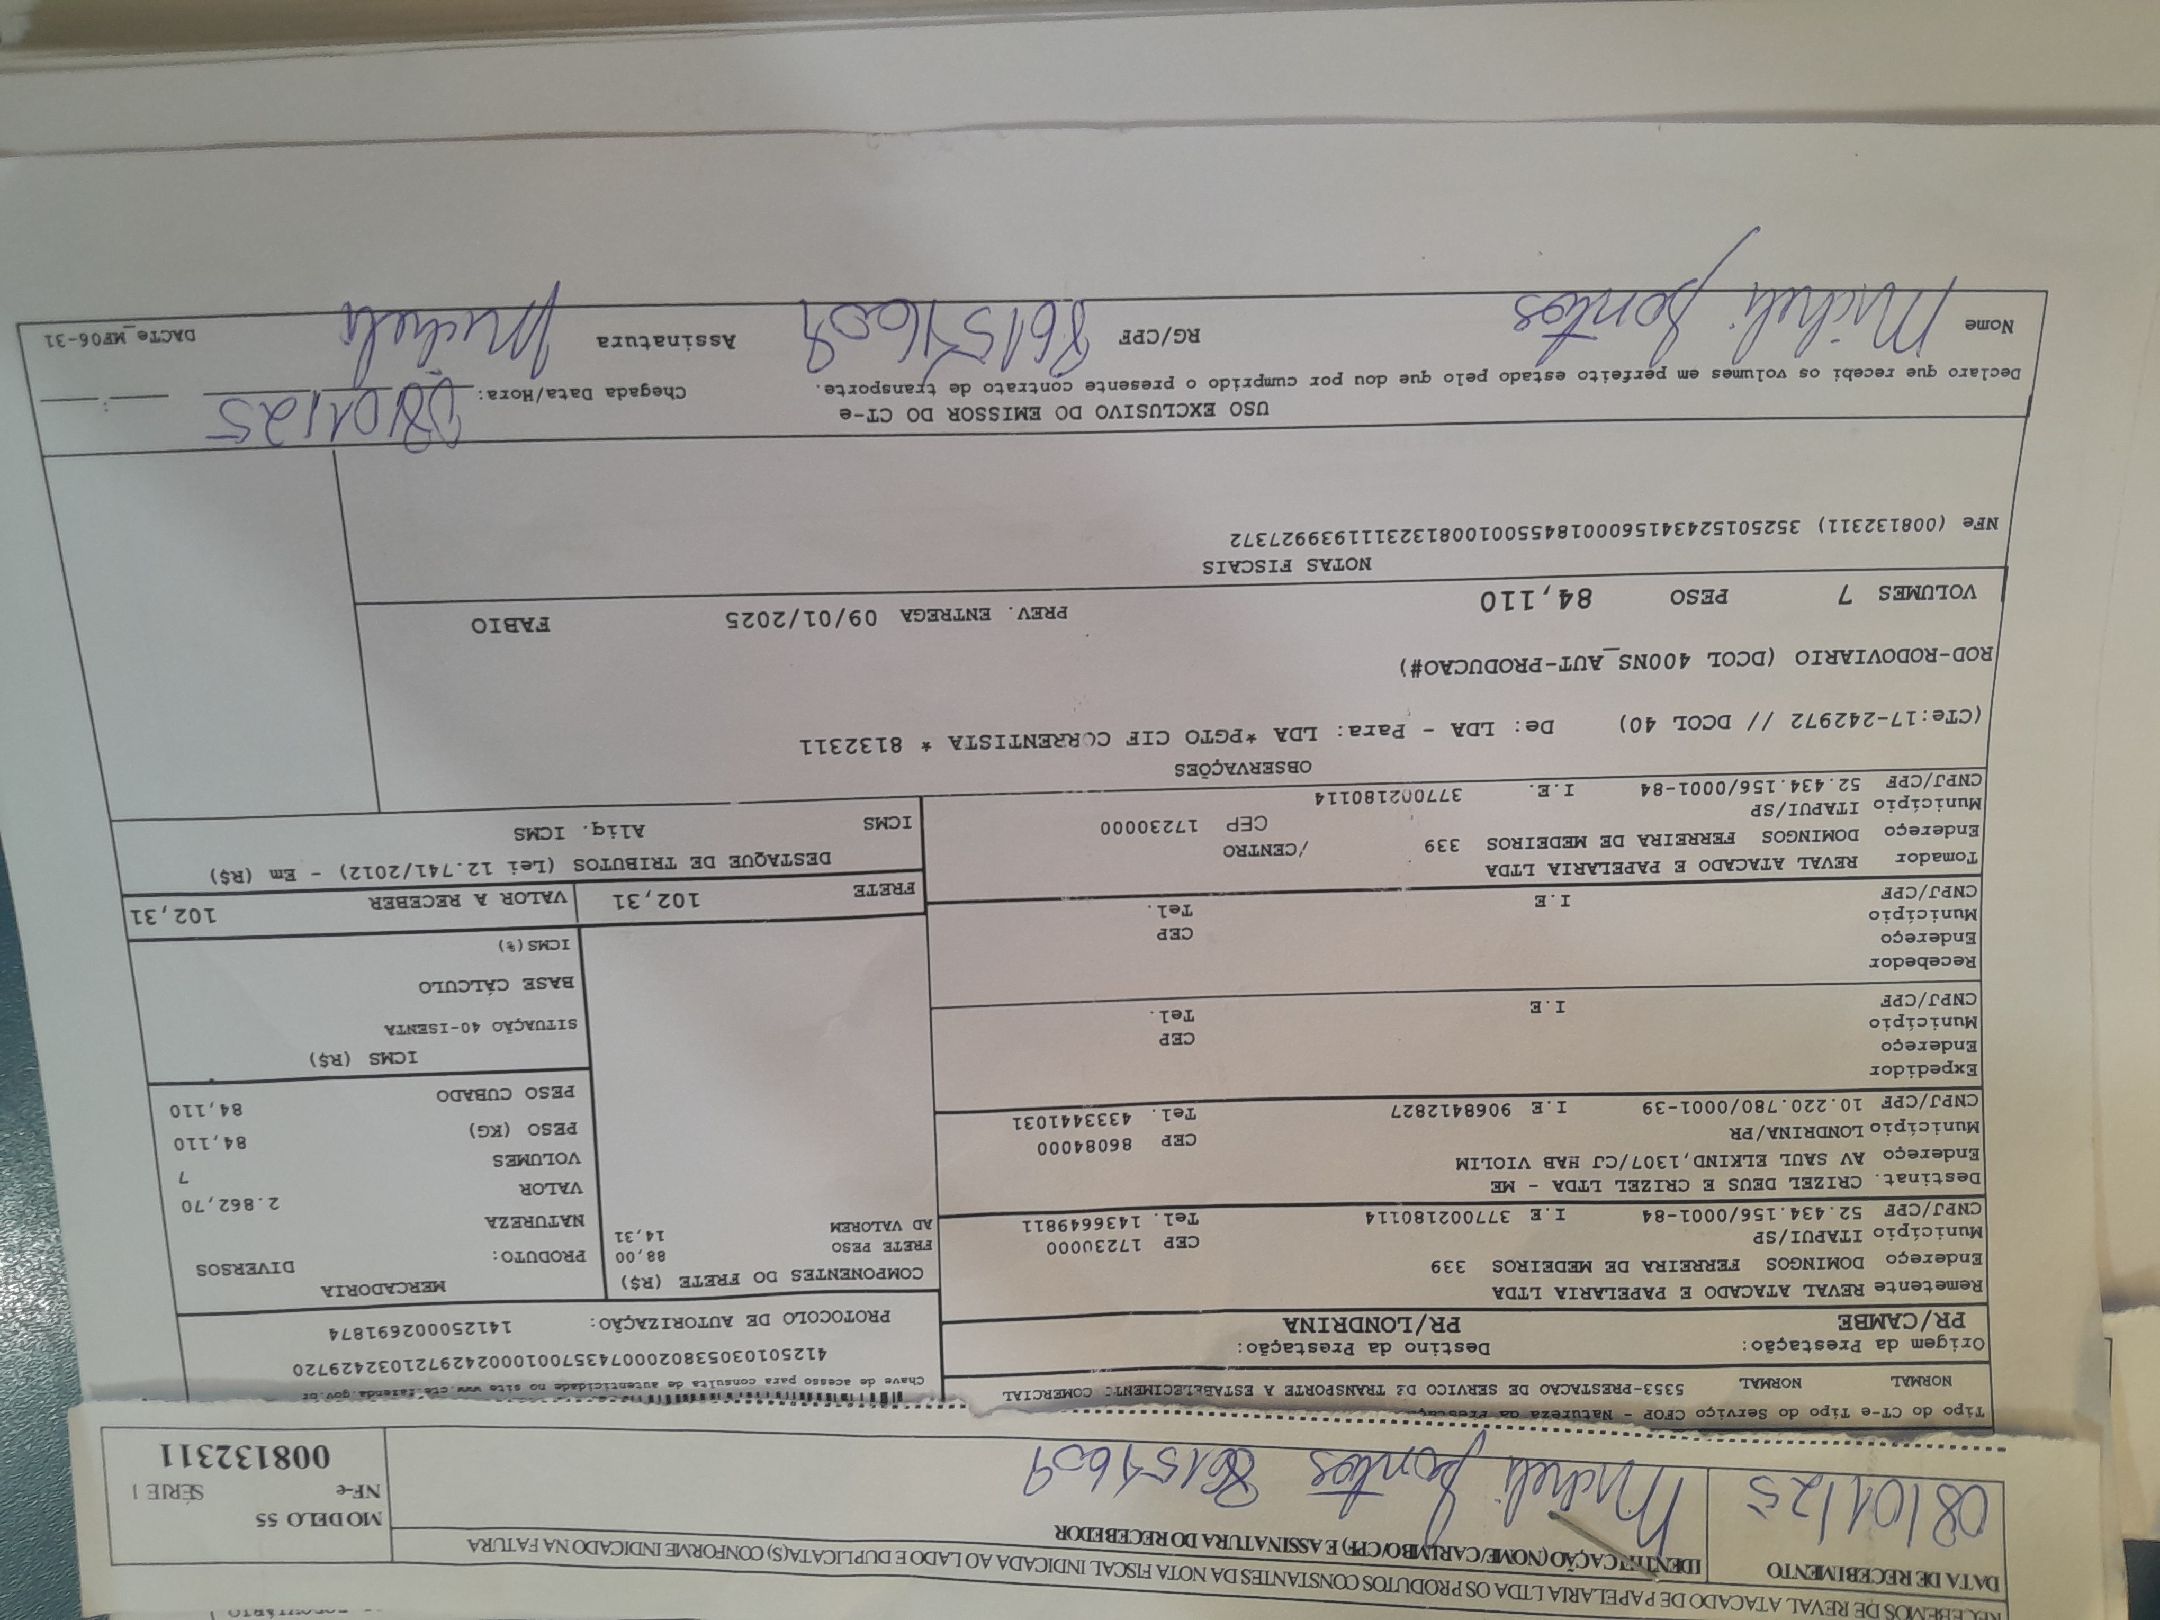 RECEBEMOS DE REVAL ATACADO DE PAPELARIA LTDA OS PRODUTOS CONSTANTES DA NOTA FISCAL INDICADA AO LADO E DUPLICATA(S) CONFORME INDICADO NA FATURA
DATA DE RECEBIMENTO
08/01/25
IDENTIFICAÇÃO (NOME/CARIMBO/CPF) E ASSINATURA DO RECEBEDOR
Micheli Santos 86151609
MODELO 55
NF-e SÉRIE 1
008132311
Tipo do CT-e Tipo do Serviço CFOP - Natureza da Prestação
NORMAL NORMAL 5353-PRESTACAO DE SERVICO DE TRANSPORTE A ESTABELECIMENT COMERCIAL
Origem da Prestação: Destino da Prestação:
PR/CAMBE PR/LONDRINA
Chave de acesso para consulta de autenticidade no site www.cte.fazenda.gov.br
41250103053802000743570010002429721032429720
PROTOCOLO DE AUTORIZAÇÃO: 141250002691874
Remetente REVAL ATACADO E PAPELARIA LTDA
Endereço DOMINGOS FERREIRA DE MEDEIROS 339
Município ITAPUI/SP CEP 17230000
CNPJ/CPF 52.434.156/0001-84 I.E 377002180114 Tel. 1436649811
Destinat. CRIZEL DEUS E CRIZEL LTDA - ME
Endereço AV SAUL ELKIND,1307/CJ HAB VIOLIM
Município LONDRINA/PR CEP 86084000
CNPJ/CPF 10.220.780/0001-39 I.E 9068412827 Tel. 4333441031
Expedidor
Endereço
Município CEP
CNPJ/CPF I.E Tel.
Recebedor
Endereço
Município CEP
CNPJ/CPF I.E Tel.
Tomador REVAL ATACADO E PAPELARIA LTDA
Endereço DOMINGOS FERREIRA DE MEDEIROS 339 /CENTRO
Município ITAPUI/SP CEP 17230000
CNPJ/CPF 52.434.156/0001-84 I.E. 377002180114
COMPONENTES DO FRETE (R$)
FRETE PESO 88,00
AD VALOREM 14,31
MERCADORIA
PRODUTO: DIVERSOS
NATUREZA
VALOR 2.862,70
VOLUMES 7
PESO (KG) 84,110
PESO CUBADO 84,110
ICMS (R$)
SITUAÇÃO 40-ISENTA
BASE CÁLCULO
ICMS(%)
FRETE 102,31 VALOR A RECEBER 102,31
DESTAQUE DE TRIBUTOS (Lei 12.741/2012) - Em (R$)
ICMS Aliq. ICMS
OBSERVAÇÕES
(CTe:17-242972 // DCOL 40) De: LDA - Para: LDA *PGTO CIF CORRENTISTA * 8132311
ROD-RODOVIARIO (DCOL 400NS_AUT-PRODUCAO#)
VOLUMES 7 PESO 84,110 PREV. ENTREGA 09/01/2025 FABIO
NOTAS FISCAIS
NFe (008132311) 35250152434156000184550010081323111939927372
USO EXCLUSIVO DO EMISSOR DO CT-e
Declaro que recebi os volumes em perfeito estado pelo que dou por cumprido o presente contrato de transporte. Chegada Data/Hora: 08/01/25
Nome Micheli Santos RG/CPF 86151609 Assinatura Micheli DACTe_MF06-31